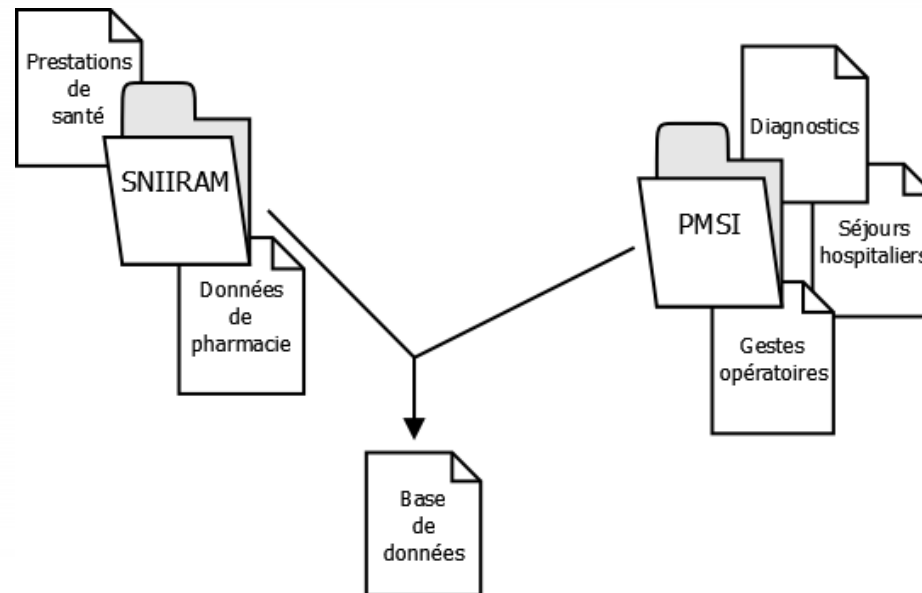 Prestations
de
santé
SNIIRAM
Données
de
pharmacie
Diagnostics
PMSI
Séjours
hospitaliers
Gestes
opératoires
Base
de
données